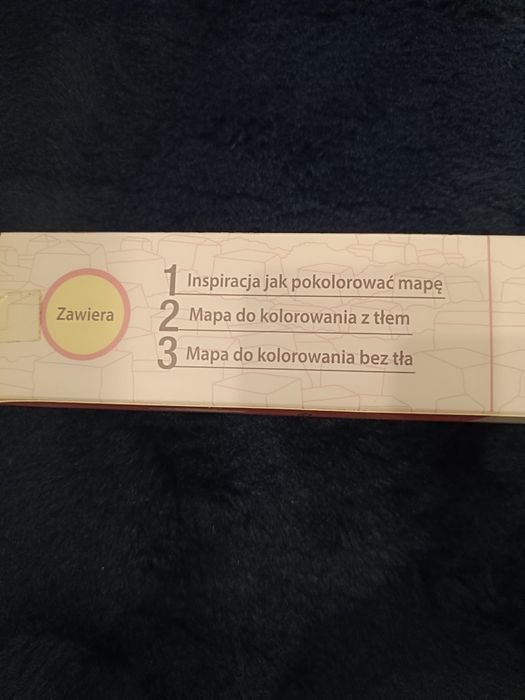 Zawiera
1 Inspiracja jak pokolorować mapę
2 Mapa do kolorowania z tłem
3 Mapa do kolorowania bez tła